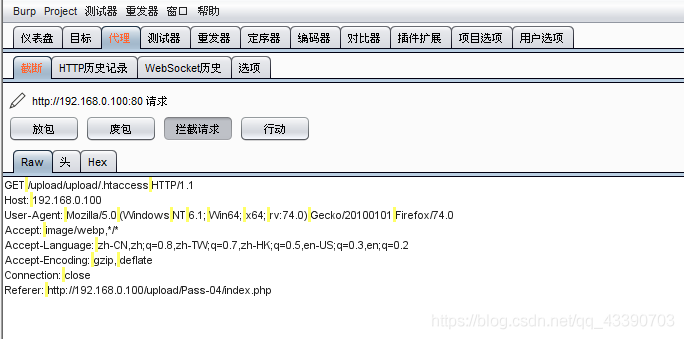 Burp Project 测试器 重发器 窗口 帮助
仪表盘 目标 代理 测试器 重发器 定序器 编码器 对比器 插件扩展 项目选项 用户选项
截断 HTTP历史记录 WebSocket历史 选项
http://192.168.0.100:80 请求
放包 废包 拦截请求 行动
Raw 头 Hex
GET /upload/upload/.htaccess HTTP/1.1
Host: 192.168.0.100
User-Agent: Mozilla/5.0 (Windows NT 6.1; Win64; x64; rv:74.0) Gecko/20100101 Firefox/74.0
Accept: image/webp,*/*
Accept-Language: zh-CN,zh;q=0.8,zh-TW;q=0.7,zh-HK;q=0.5,en-US;q=0.3,en;q=0.2
Accept-Encoding: gzip, deflate
Connection: close
Referer: http://192.168.0.100/upload/Pass-04/index.php
https://blog.csdn.net/qq_43390703